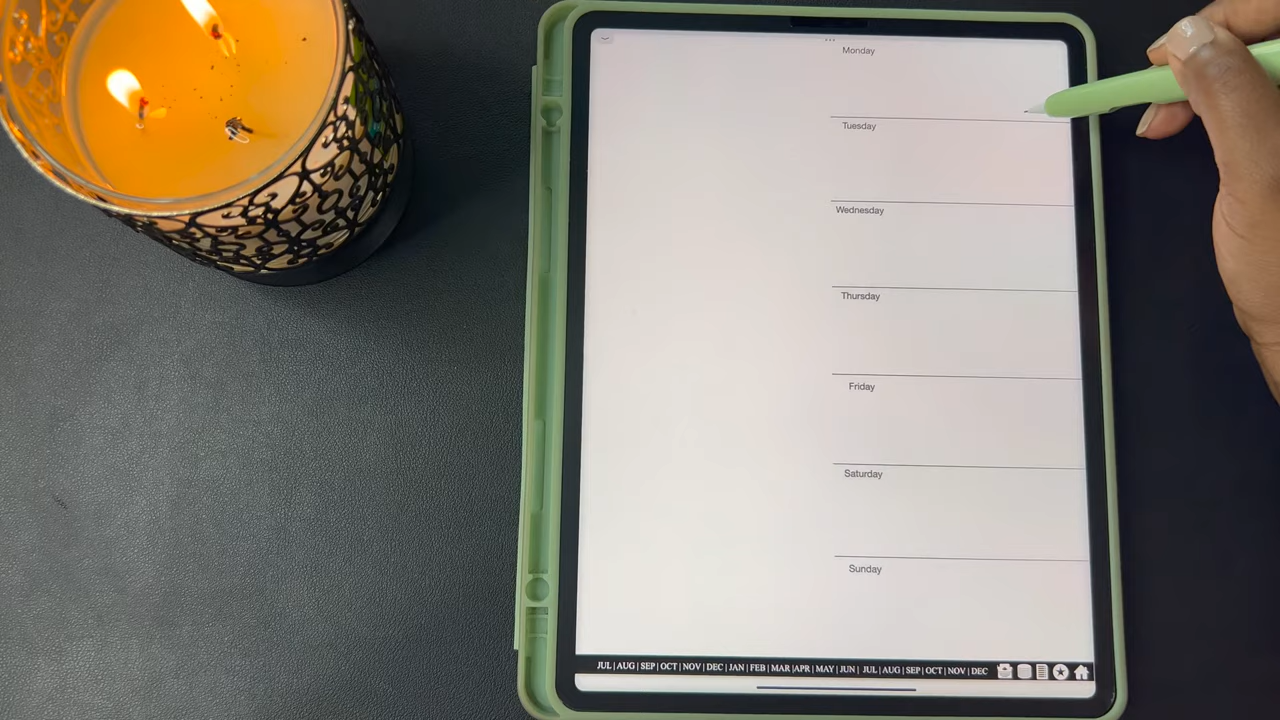 Monday
Tuesday
Wednesday
Thursday
Friday
Saturday
Sunday
JUL | AUG | SEP | OCT | NOV | DEC | JAN | FEB | MAR |APR | MAY | JUN | JUL | AUG | SEP | OCT | NOV | DEC